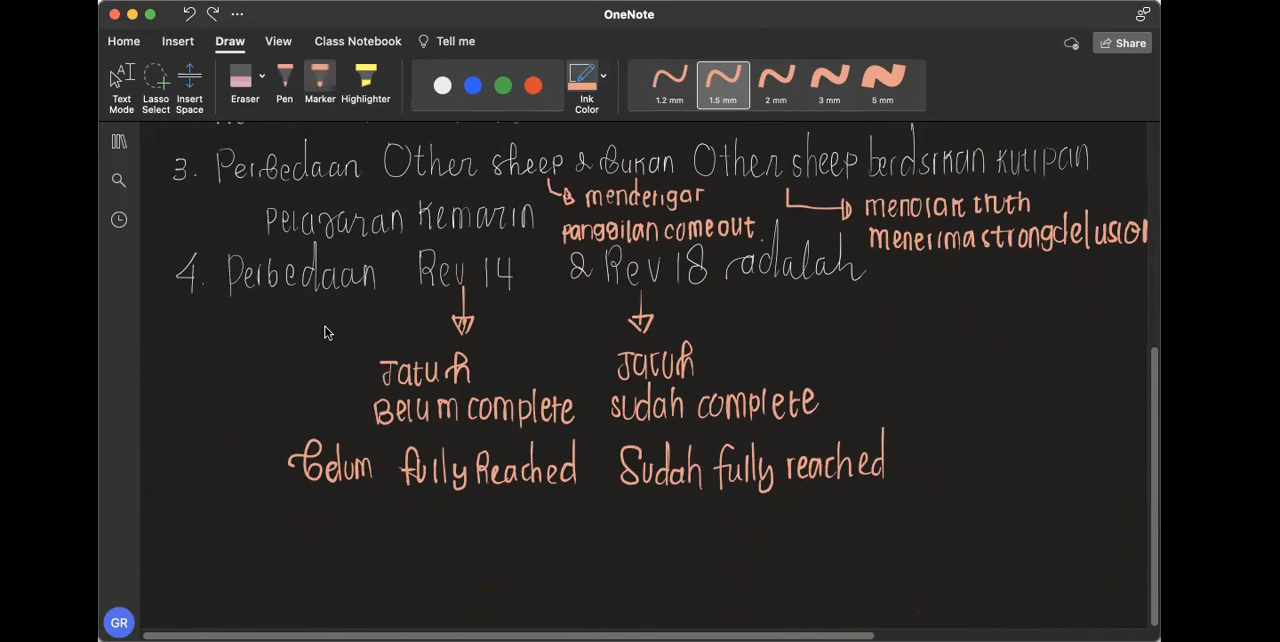 OneNote
Home Insert Draw View Class Notebook Tell me
Share
Text Mode
Lasso Select
Insert Space
Eraser
Pen
Marker
Highlighter
Ink Color
1.2 mm
1.5 mm
2 mm
3 mm
5 mm
3. Perbedaan Other sheep & Bukan Other sheep berdasrkan kutipan
mendengar
menolak truth
pelajaran kemarin
panggilan come out.
menerima strong delusion
4. Perbedaan Rev 14 & Rev 18 adalah
Jatuh Jatuh
Belum complete sudah complete
Belum fully Reached Sudah fully reached
GR